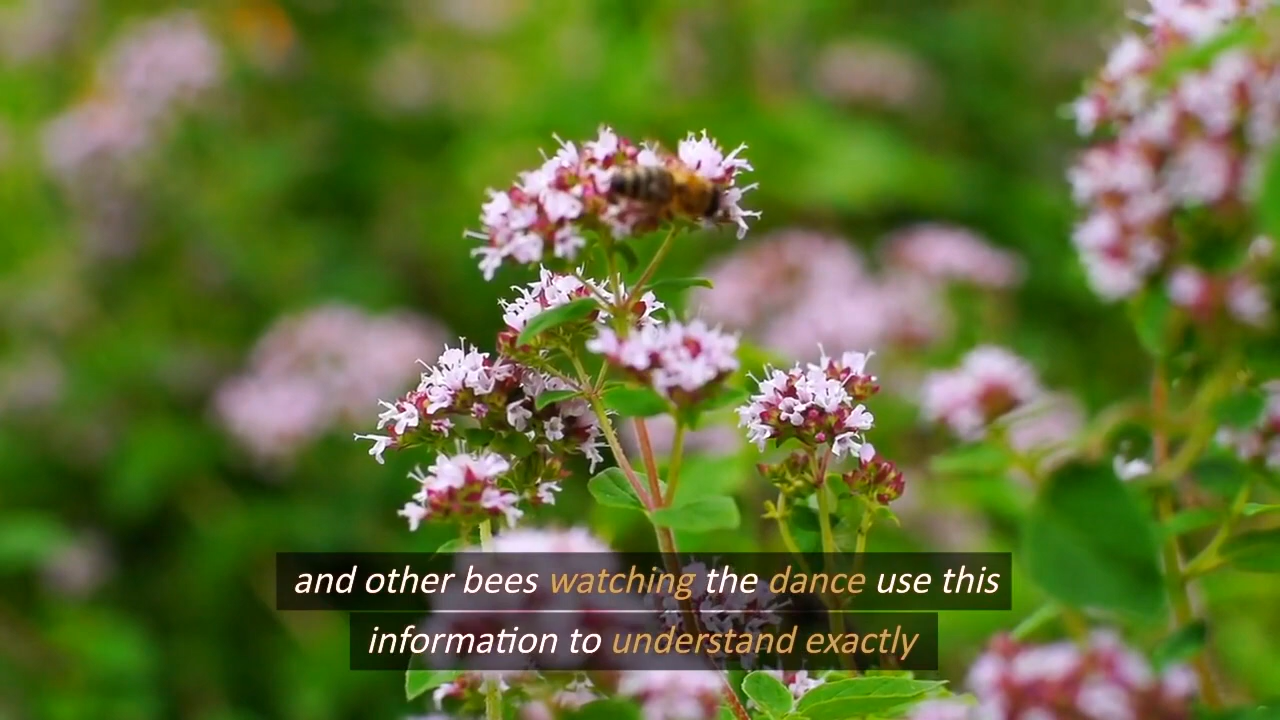 and other bees watching the dance use this
information to understand exactly